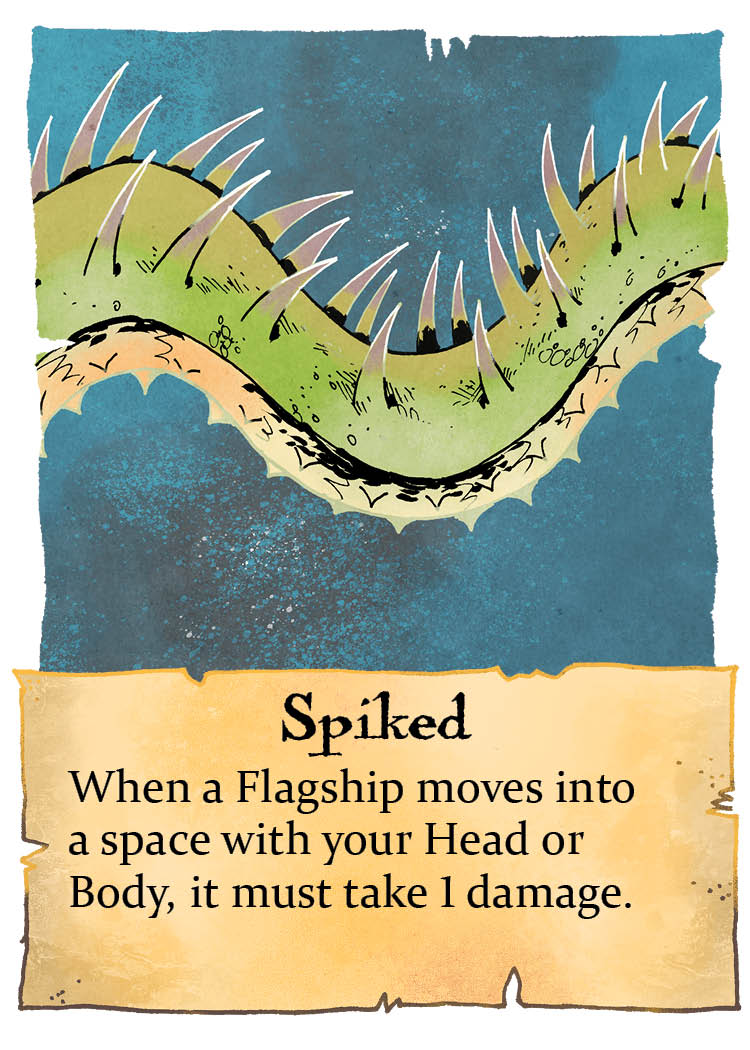 Spiked
When a Flagship moves into
a space with your Head or
Body, it must take 1 damage.